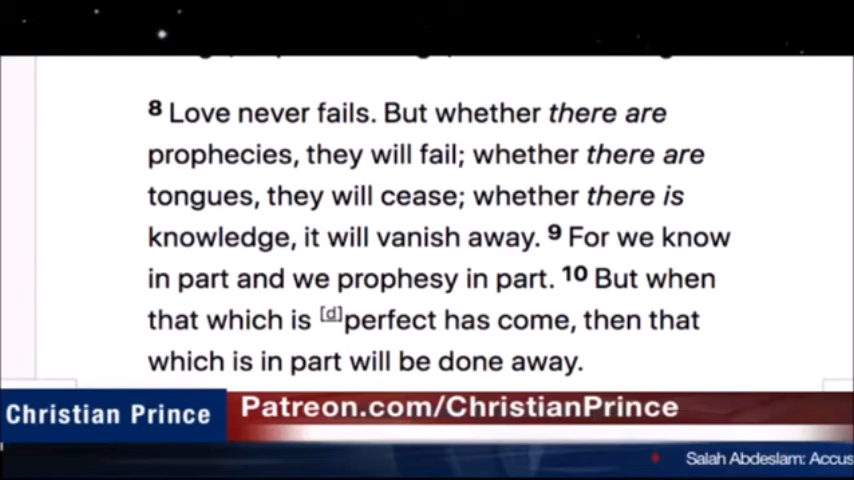 8 Love never fails. But whether there are
prophecies, they will fail; whether there are
tongues, they will cease; whether there is
knowledge, it will vanish away. 9 For we know
in part and we prophesy in part. 10 But when
that which is [d]perfect has come, then that
which is in part will be done away.
Christian Prince
Patreon.com/ChristianPrince
Salah Abdeslam: Accus